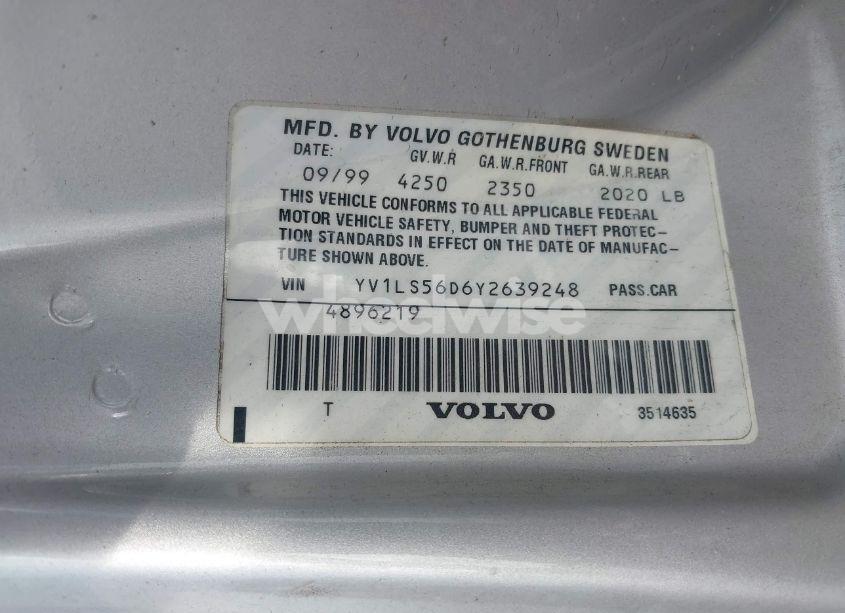 MFD. BY VOLVO GOTHENBURG SWEDEN
DATE: GV.W.R GA.W.R.FRONT GA.W.R.REAR
09/99 4250 2350 2020 LB
THIS VEHICLE CONFORMS TO ALL APPLICABLE FEDERAL
MOTOR VEHICLE SAFETY, BUMPER AND THEFT PROTEC-
TION STANDARDS IN EFFECT ON THE DATE OF MANUFAC-
TURE SHOWN ABOVE.
VIN YV1LS56D6Y2639248 PASS.CAR
4896219
wheelwise
T VOLVO 3514635